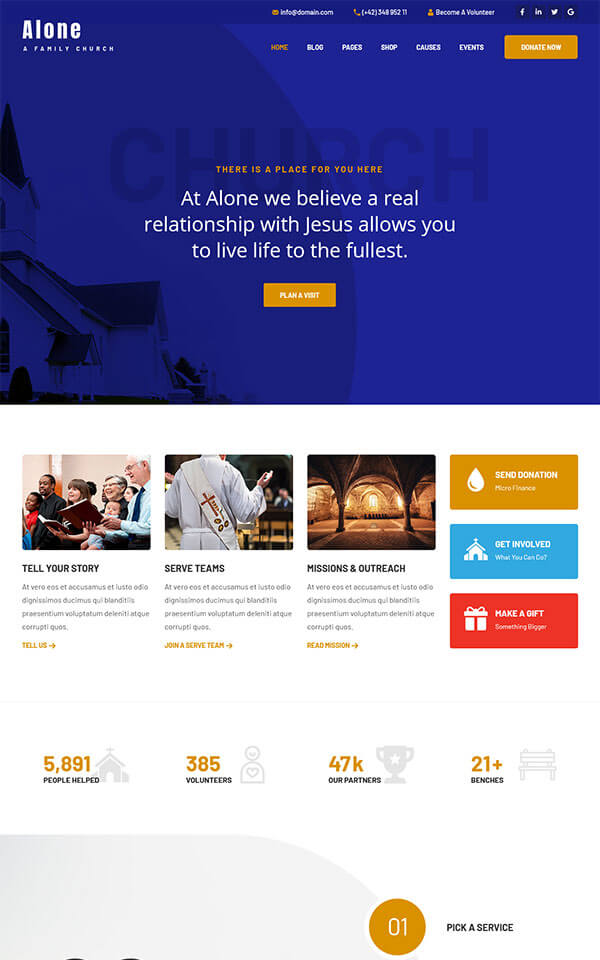 info@domain.com
(+42) 348 952 11
Become A Volunteer
Alone
A FAMILY CHURCH
HOME
BLOG
PAGES
SHOP
CAUSES
EVENTS
DONATE NOW
CHURCH
THERE IS A PLACE FOR YOU HERE
At Alone we believe a real
relationship with Jesus allows you
to live life to the fullest.
PLAN A VISIT
TELL YOUR STORY
At vero eos et accusamus et iusto odio
dignissimos ducimus qui blanditiis
praesentium voluptatum deleniti atque
corrupti quos.
TELL US
SERVE TEAMS
At vero eos et accusamus et iusto odio
dignissimos ducimus qui blanditiis
praesentium voluptatum deleniti atque
corrupti quos.
JOIN A SERVE TEAM
MISSIONS & OUTREACH
At vero eos et accusamus et iusto odio
dignissimos ducimus qui blanditiis
praesentium voluptatum deleniti atque
corrupti quos.
READ MISSION
SEND DONATION
Micro Finance
GET INVOLVED
What You Can Do?
MAKE A GIFT
Something Bigger
5,891
PEOPLE HELPED
385
VOLUNTEERS
47k
OUR PARTNERS
21+
BENCHES
01
PICK A SERVICE